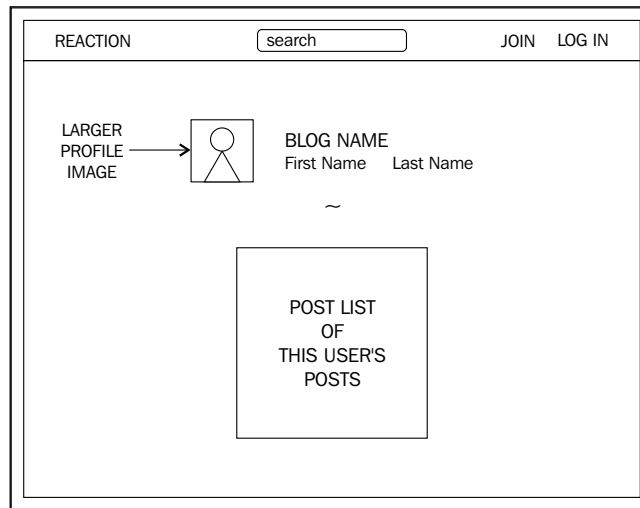 REACTION search JOIN LOG IN
LARGER
PROFILE
IMAGE
BLOG NAME
First Name Last Name
~
POST LIST
OF
THIS USER'S
POSTS